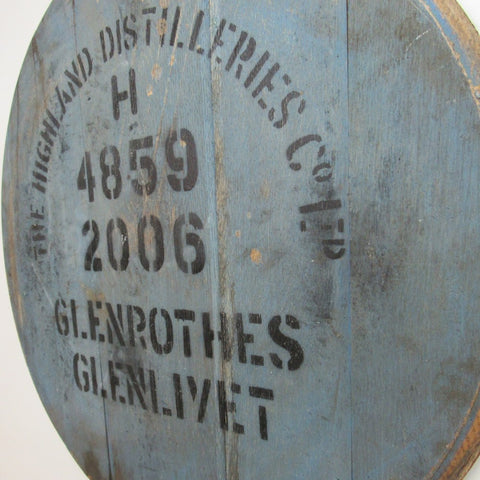 THE HIGHLAND DISTILLERIES Co LTD
H
4859
2006
GLENROTHES
GLENLIVET